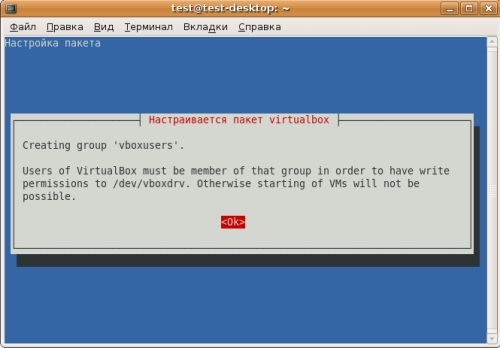 test@test-desktop: ~
Файл Правка Вид Терминал Вкладки Справка
Настройка пакета
Настраивается пакет virtualbox
Creating group 'vboxusers'.
Users of VirtualBox must be member of that group in order to have write
permissions to /dev/vboxdrv. Otherwise starting of VMs will not be
possible.
<Ok>